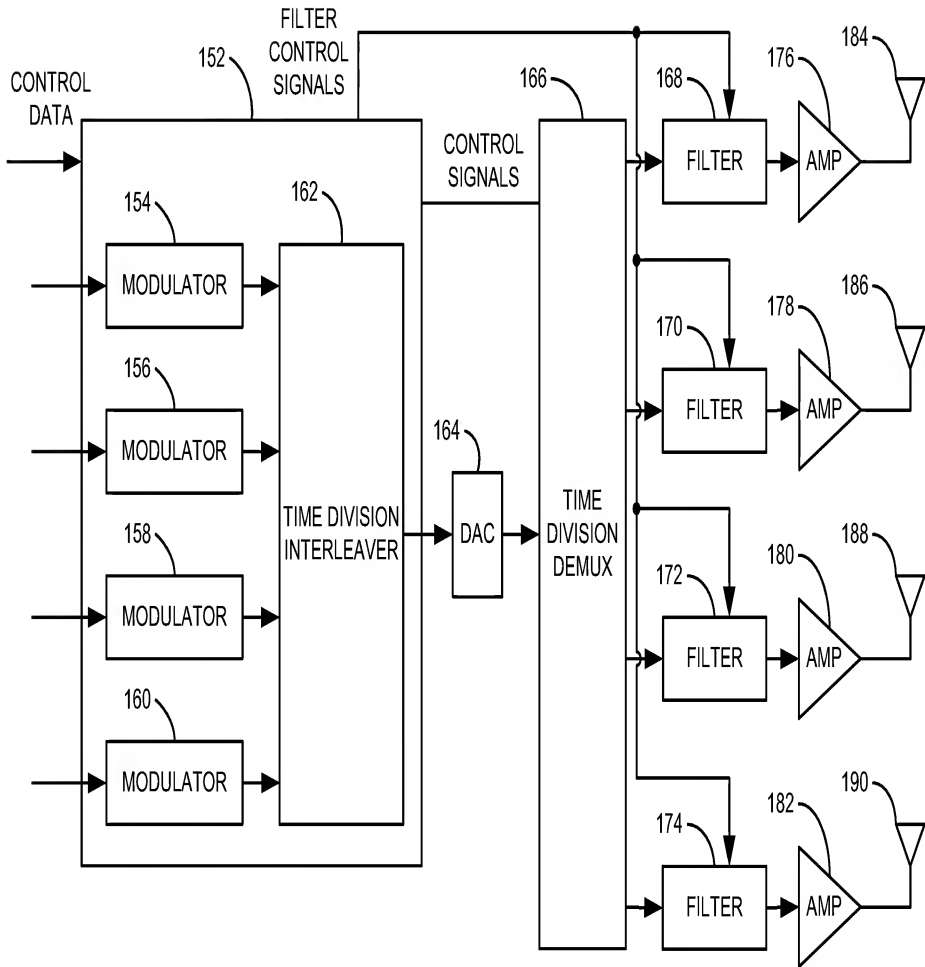 FILTER
CONTROL
SIGNALS
152
CONTROL
DATA
166
168
176
184
FILTER
AMP
CONTROL
SIGNALS
154
162
MODULATOR
170
178
186
FILTER
AMP
156
MODULATOR
164
DAC
TIME DIVISION
INTERLEAVER
TIME
DIVISION
DEMUX
158
MODULATOR
172
180
188
FILTER
AMP
160
MODULATOR
174
182
190
FILTER
AMP